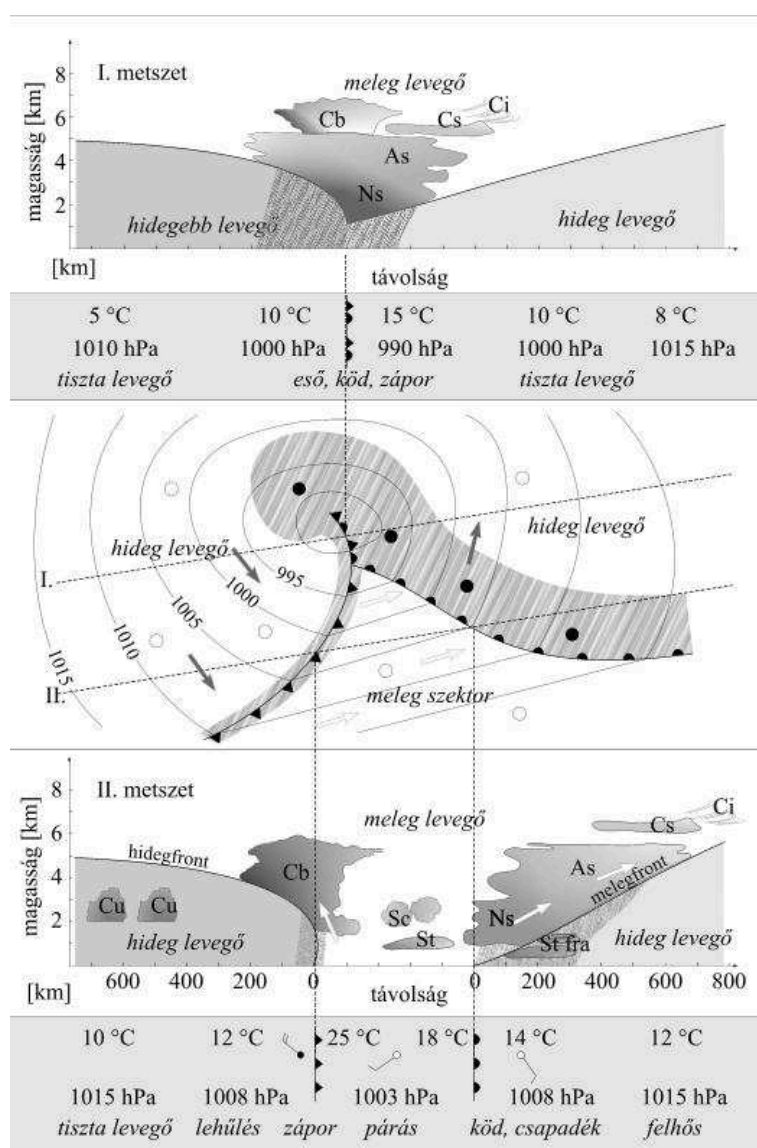 I. metszet
meleg levegő
magasság [km]
8
6
4
2
Cb
Cs
Ci
As
Ns
hidegebb levegő
hideg levegő
[km]
távolság
5 °C 10 °C 15 °C 10 °C 8 °C
1010 hPa 1000 hPa 990 hPa 1000 hPa 1015 hPa
tiszta levegő eső, köd, zápor tiszta levegő
hideg levegő
hideg levegő
I.
995
1000
1005
1010
1015
II.
meleg szektor
II. metszet
meleg levegő
magasság [km]
8
6
4
2
hidegfront
Cb
Cu
Cu
Sc
St
Ci
Cs
As
melegfront
Ns
St fra
hideg levegő
hideg levegő
[km]
600 400 200 0 távolság 0 200 400 600 800
10 °C 12 °C 25 °C 18 °C 14 °C 12 °C
1015 hPa 1008 hPa 1003 hPa 1008 hPa 1015 hPa
tiszta levegő lehűlés zápor párás köd, csapadék felhős